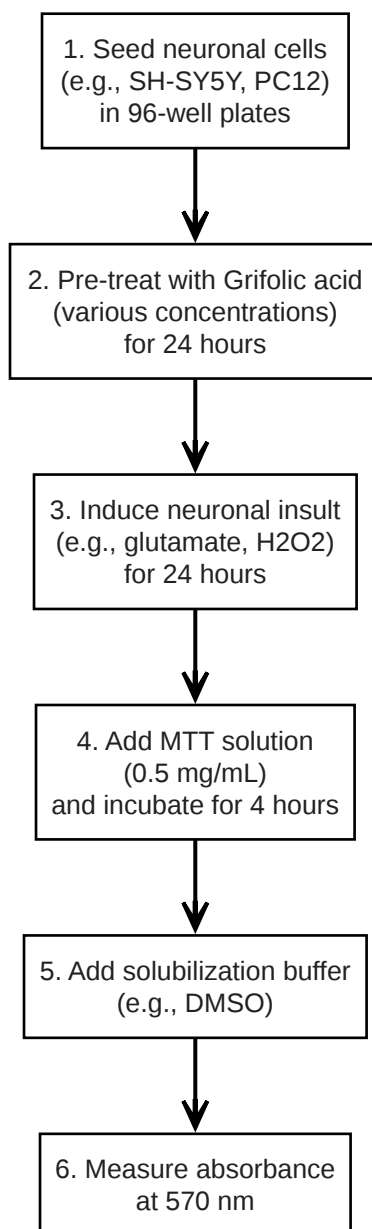 1. Seed neuronal cells
(e.g., SH-SY5Y, PC12)
in 96-well plates
2. Pre-treat with Grifolic acid
(various concentrations)
for 24 hours
3. Induce neuronal insult
(e.g., glutamate, H2O2)
for 24 hours
4. Add MTT solution
(0.5 mg/mL)
and incubate for 4 hours
5. Add solubilization buffer
(e.g., DMSO)
6. Measure absorbance
at 570 nm